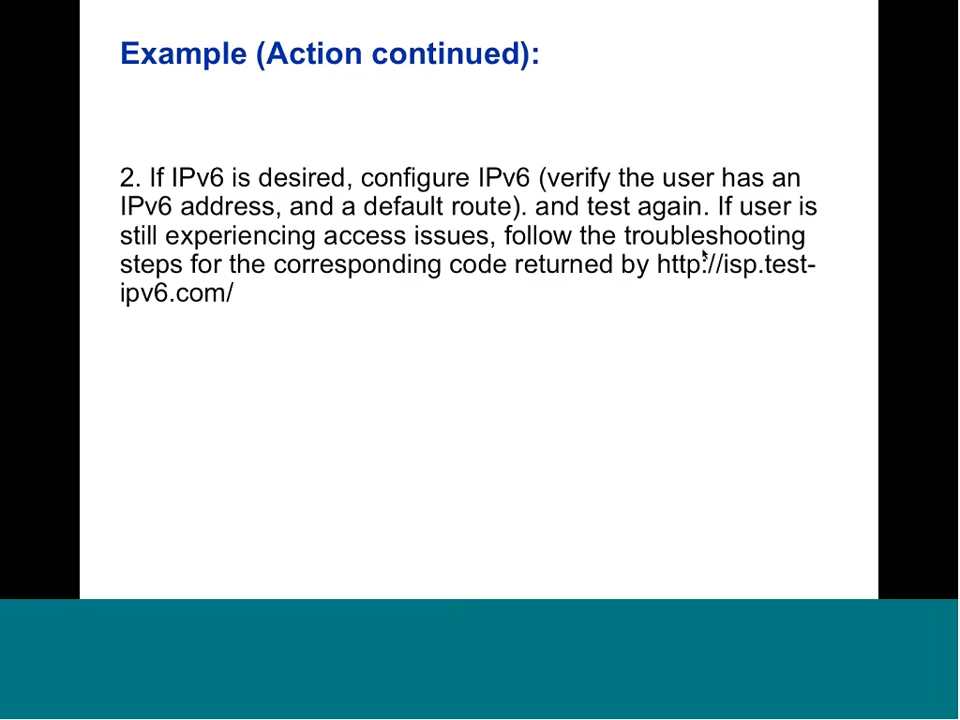 Example (Action continued):
2. If IPv6 is desired, configure IPv6 (verify the user has an
IPv6 address, and a default route). and test again. If user is
still experiencing access issues, follow the troubleshooting
steps for the corresponding code returned by http://isp.test-
ipv6.com/